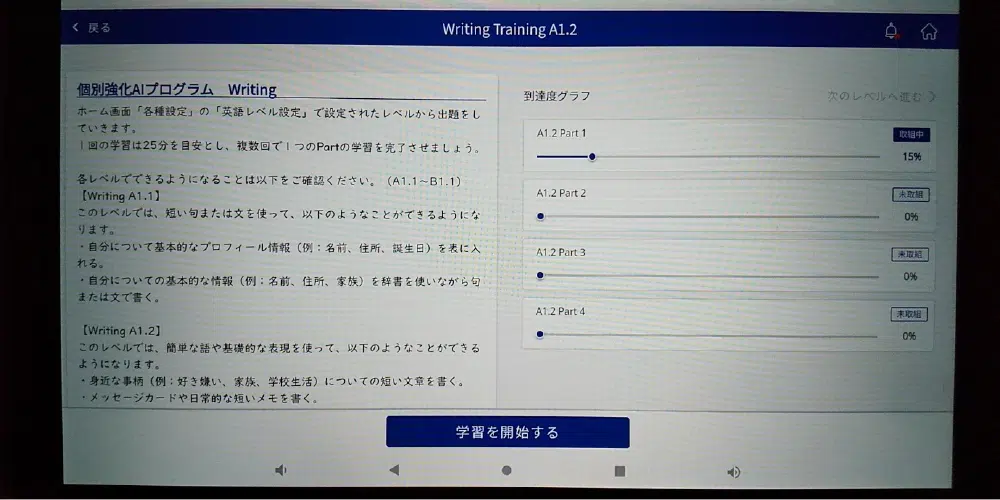 戻る
Writing Training A1.2
個別強化AIプログラム Writing
ホーム画面「各種設定」の「英語レベル設定」で設定されたレベルから出題をし
ていきます。
1回の学習は25分を目安とし、複数回で1つのPartの学習を完了させましょう。
各レベルでできるようになることは以下をご確認ください。（A1.1～B1.1）
【Writing A1.1】
このレベルでは、短い句または文を使って、以下のようなことができるようにな
ります。
・自分について基本的なプロフィール情報（例：名前、住所、誕生日）を表に入
れる。
・自分についての基本的な情報（例：名前、住所、家族）を辞書を使いながら句
または文で書く。
【Writing A1.2】
このレベルでは、簡単な語や基礎的な表現を使って、以下のようなことができる
ようになります。
・身近な事柄（例：好き嫌い、家族、学校生活）についての短い文章を書く。
・メッセージカードや日常的な短いメモを書く。
到達度グラフ
次のレベルへ進む
A1.2 Part 1
取組中
15%
A1.2 Part 2
未取組
0%
A1.2 Part 3
未取組
0%
A1.2 Part 4
未取組
0%
学習を開始する